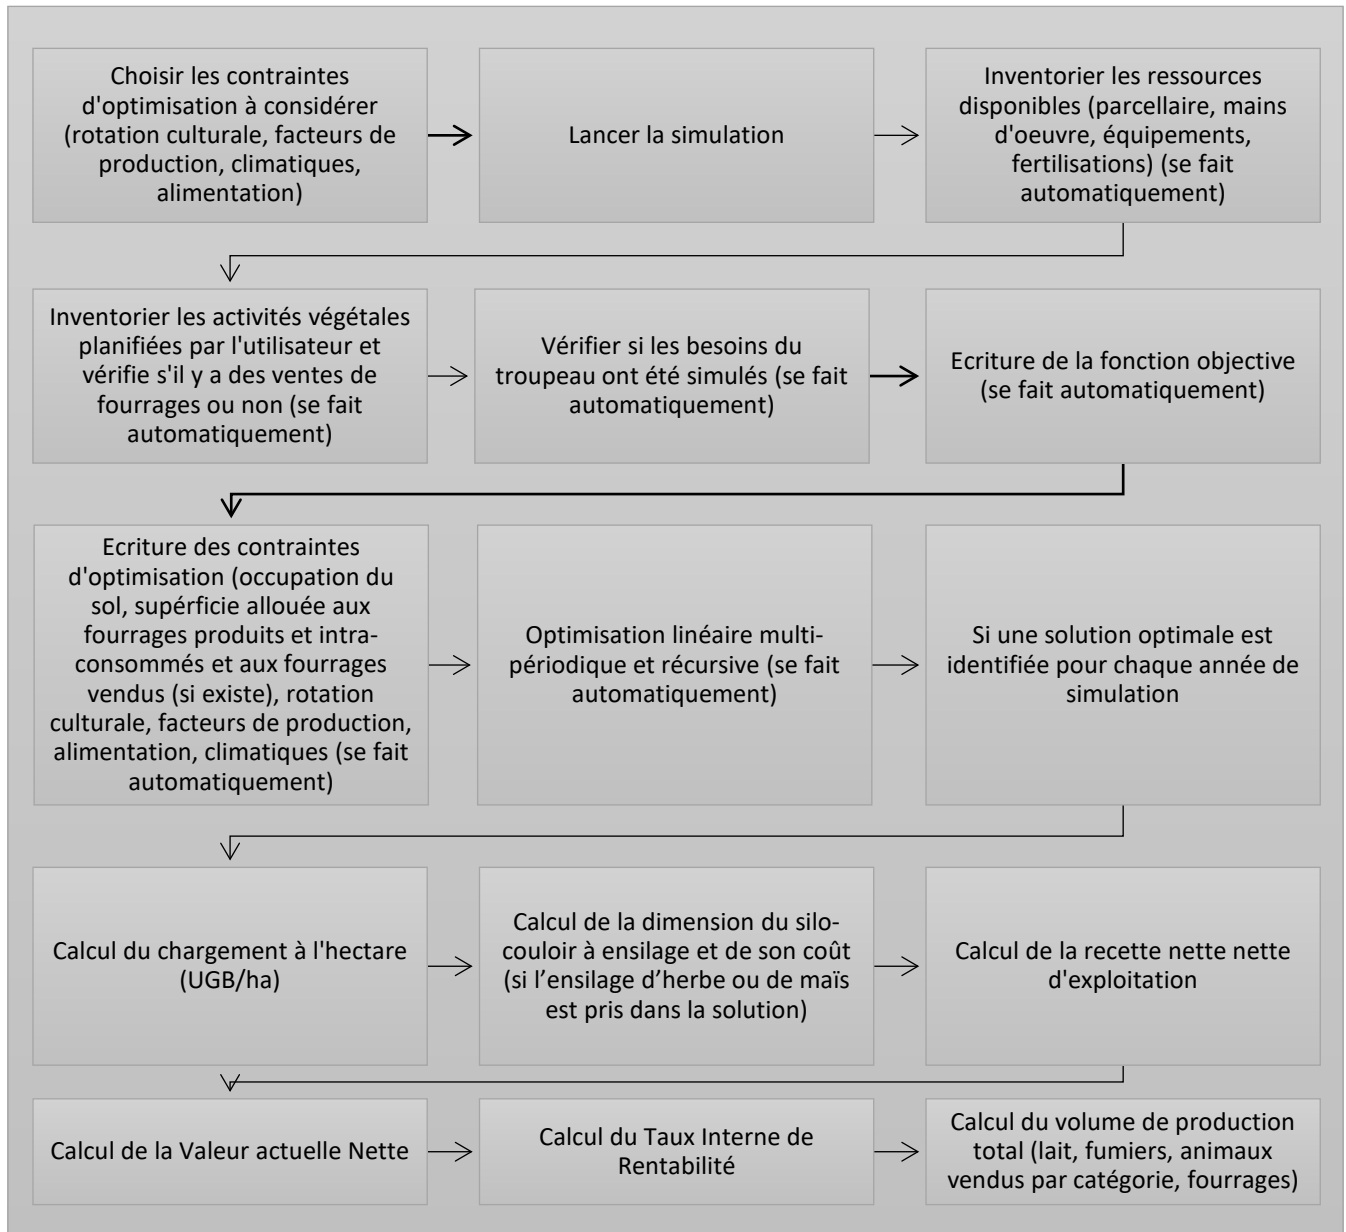 Choisir les contraintes
d'optimisation à considérer
(rotation culturale, facteurs de
production, climatiques,
alimentation)
Lancer la simulation
Inventorier les ressources
disponibles (parcellaire, mains
d'oeuvre, équipements,
fertilisations) (se fait
automatiquement)
Inventorier les activités végétales
planifiées par l'utilisateur et
vérifie s'il y a des ventes de
fourrages ou non (se fait
automatiquement)
Vérifier si les besoins du
troupeau ont été simulés (se fait
automatiquement)
Ecriture de la fonction objective
(se fait automatiquement)
Ecriture des contraintes
d'optimisation (occupation du
sol, supérficie allouée aux
fourrages produits et intra-
consommés et aux fourrages
vendus (si existe), rotation
culturale, facteurs de production,
alimentation, climatiques (se fait
automatiquement)
Optimisation linéaire multi-
périodique et récursive (se fait
automatiquement)
Si une solution optimale est
identifiée pour chaque année de
simulation
Calcul du chargement à l'hectare
(UGB/ha)
Calcul de la dimension du silo-
couloir à ensilage et de son coût
(si l’ensilage d’herbe ou de maïs
est pris dans la solution)
Calcul de la recette nette nette
d'exploitation
Calcul de la Valeur actuelle Nette
Calcul du Taux Interne de
Rentabilité
Calcul du volume de production
total (lait, fumiers, animaux
vendus par catégorie, fourrages)